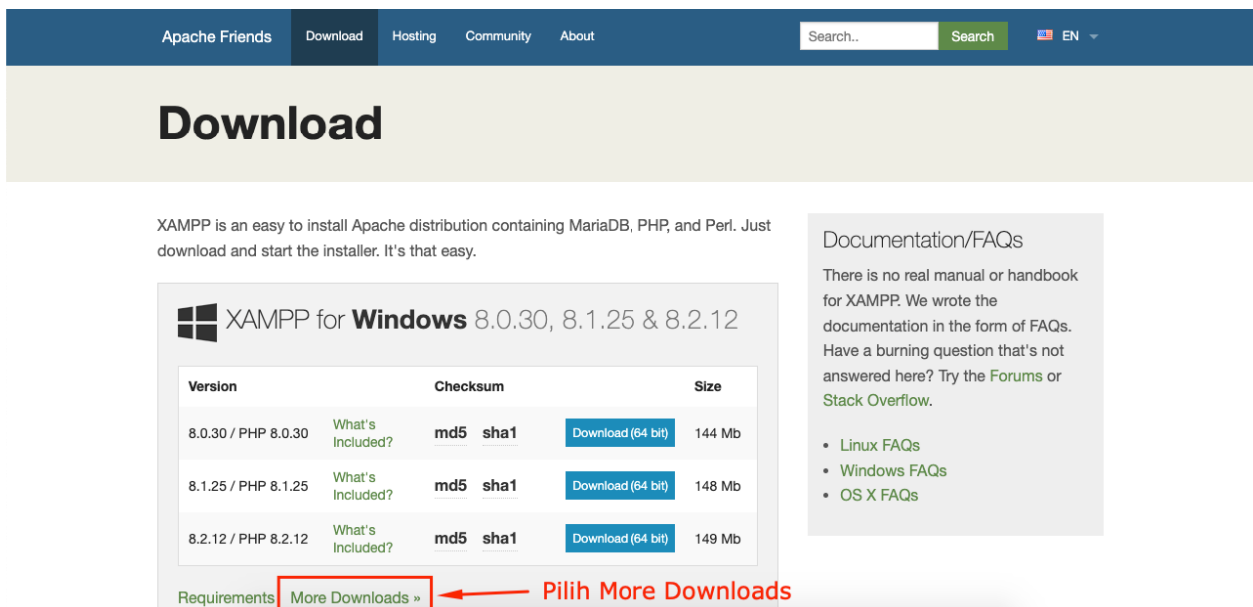 Apache Friends Download Hosting Community About Search.. Search EN
Download
XAMPP is an easy to install Apache distribution containing MariaDB, PHP, and Perl. Just
download and start the installer. It's that easy.
XAMPP for Windows 8.0.30, 8.1.25 & 8.2.12
Version Checksum Size
8.0.30 / PHP 8.0.30 What's Included? md5 sha1 Download (64 bit) 144 Mb
8.1.25 / PHP 8.1.25 What's Included? md5 sha1 Download (64 bit) 148 Mb
8.2.12 / PHP 8.2.12 What's Included? md5 sha1 Download (64 bit) 149 Mb
Requirements More Downloads » Pilih More Downloads
Documentation/FAQs
There is no real manual or handbook
for XAMPP. We wrote the
documentation in the form of FAQs.
Have a burning question that's not
answered here? Try the Forums or
Stack Overflow.
• Linux FAQs
• Windows FAQs
• OS X FAQs